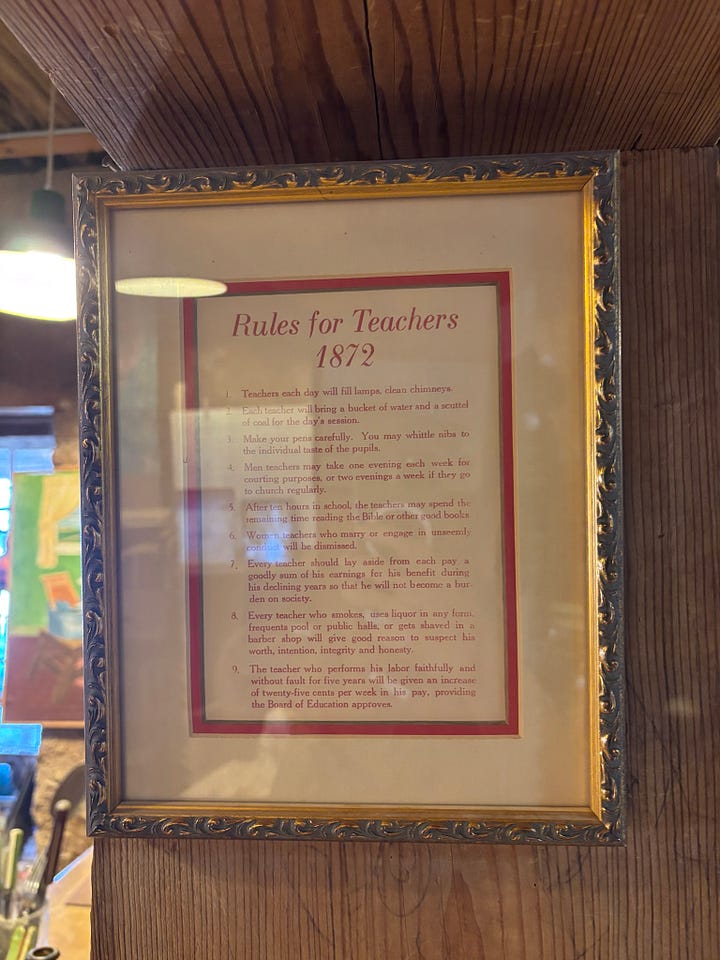 Rules for Teachers
1872
1. Teachers each day will fill lamps, clean chimneys.
2. Each teacher will bring a bucket of water and a scuttel
of coal for the day's session.
3. Make your pens carefully. You may whittle nibs to
the individual taste of the pupils.
4. Men teachers may take one evening each week for
courting purposes, or two evenings a week if they go
to church regularly.
5. After ten hours in school, the teachers may spend the
remaining time reading the Bible or other good books.
6. Women teachers who marry or engage in unseemly
conduct will be dismissed.
7. Every teacher should lay aside from each pay a
goodly sum of his earnings for his benefit during
his declining years so that he will not become a bur-
den on society.
8. Every teacher who smokes, uses liquor in any form,
frequents pool or public halls, or gets shaved in a
barber shop will give good reason to suspect his
worth, intention, integrity and honesty.
9. The teacher who performs his labor faithfully and
without fault for five years will be given an increase
of twenty-five cents per week in his pay, providing
the Board of Education approves.